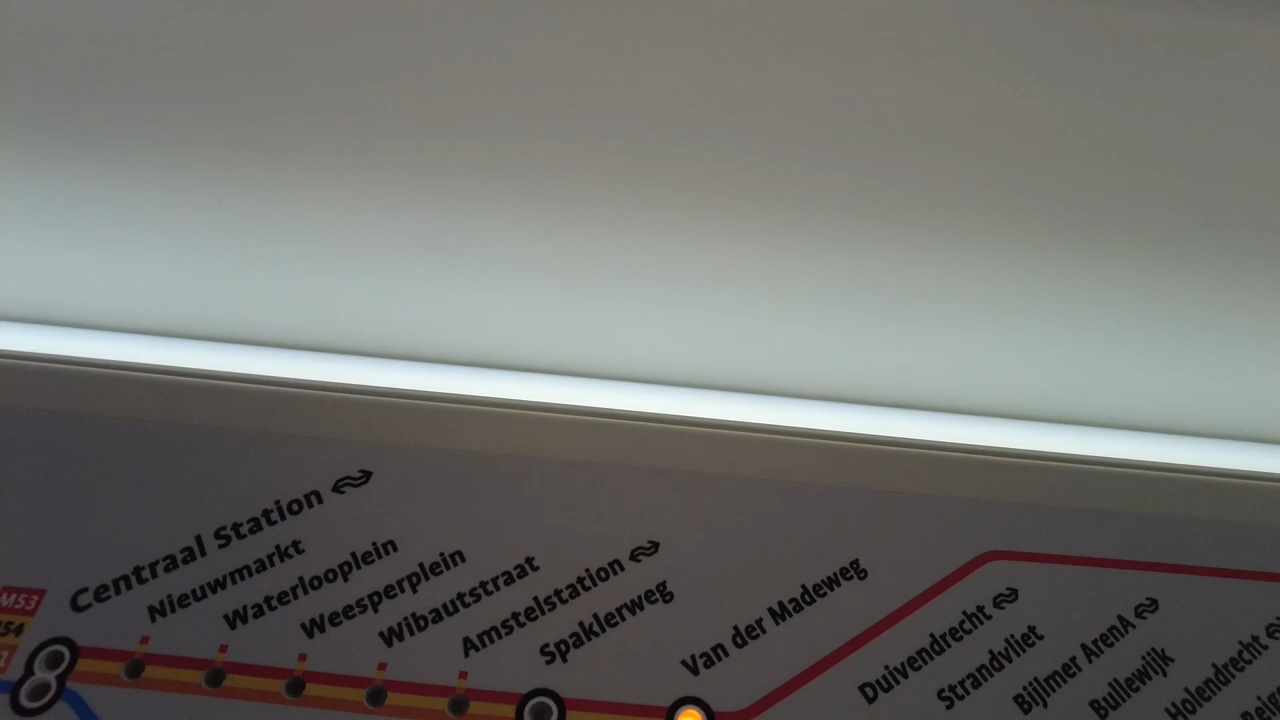 M53
54
1
Centraal Station
Nieuwmarkt
Waterlooplein
Weesperplein
Wibautstraat
Amstelstation
Spaklerweg
Van der Madeweg
Duivendrecht
Strandvliet
Bijlmer ArenA
Bullewijk
Holendrecht